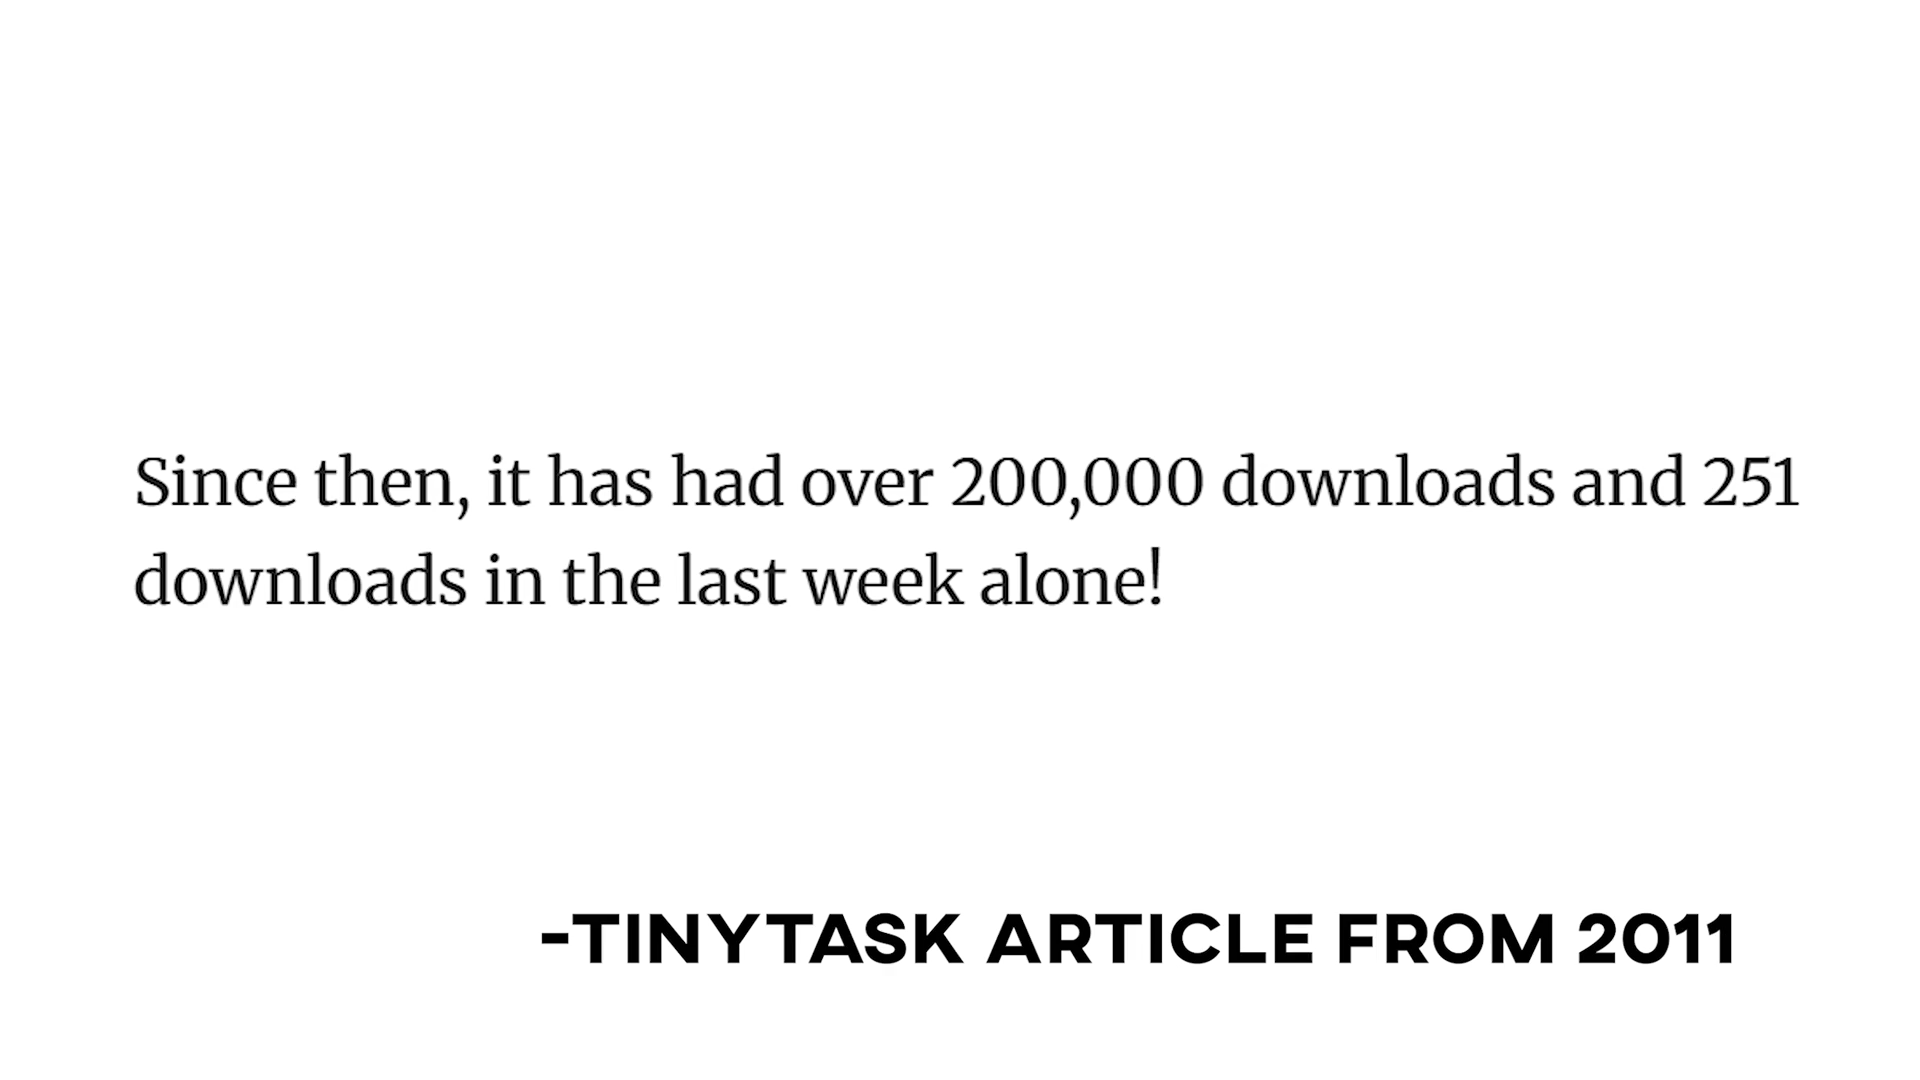 Since then, it has had over 200,000 downloads and 251
downloads in the last week alone!
-TINYTASK ARTICLE FROM 2011